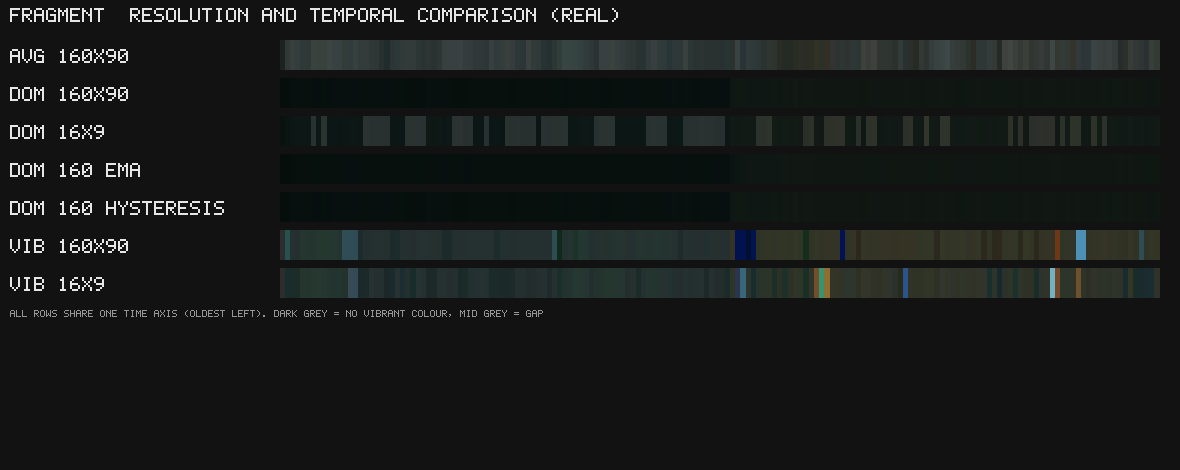 FRAGMENT  RESOLUTION AND TEMPORAL COMPARISON (REAL)
AVG 160X90
DOM 160X90
DOM 16X9
DOM 160 EMA
DOM 160 HYSTERESIS
VIB 160X90
VIB 16X9
ALL ROWS SHARE ONE TIME AXIS (OLDEST LEFT). DARK GREY = NO VIBRANT COLOUR, MID GREY = GAP